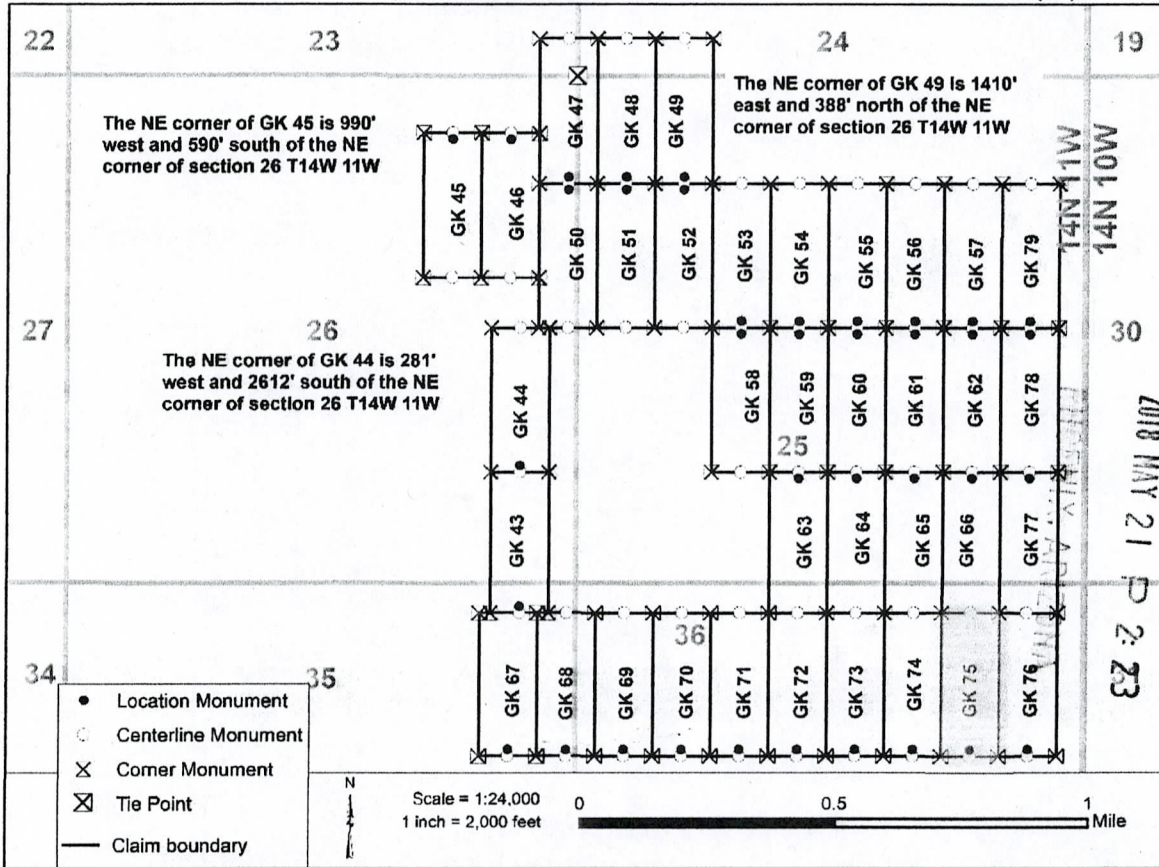 22
23
24
19
The NE corner of GK 49 is 1410'
east and 388' north of the NE
corner of section 26 T14W 11W
The NE corner of GK 45 is 990'
west and 590' south of the NE
corner of section 26 T14W 11W
GK 47
GK 48
GK 49
14N 11W
14N 10W
GK 45
GK 46
GK 50
GK 51
GK 52
GK 53
GK 54
GK 55
GK 56
GK 57
GK 79
27
26
30
The NE corner of GK 44 is 281'
west and 2612' south of the NE
corner of section 26 T14W 11W
GK 44
GK 58
GK 59
GK 60
GK 61
GK 62
GK 78
25
2018 MAY 21 P 2: 23
ARIZONA
GK 43
GK 63
GK 64
GK 65
GK 66
GK 77
36
34
35
GK 67
GK 68
GK 69
GK 70
GK 71
GK 72
GK 73
GK 74
GK 75
GK 76
Location Monument
Centerline Monument
Corner Monument
Tie Point
Claim boundary
N
Scale = 1:24,000
1 inch = 2,000 feet
0
0.5
1
Mile